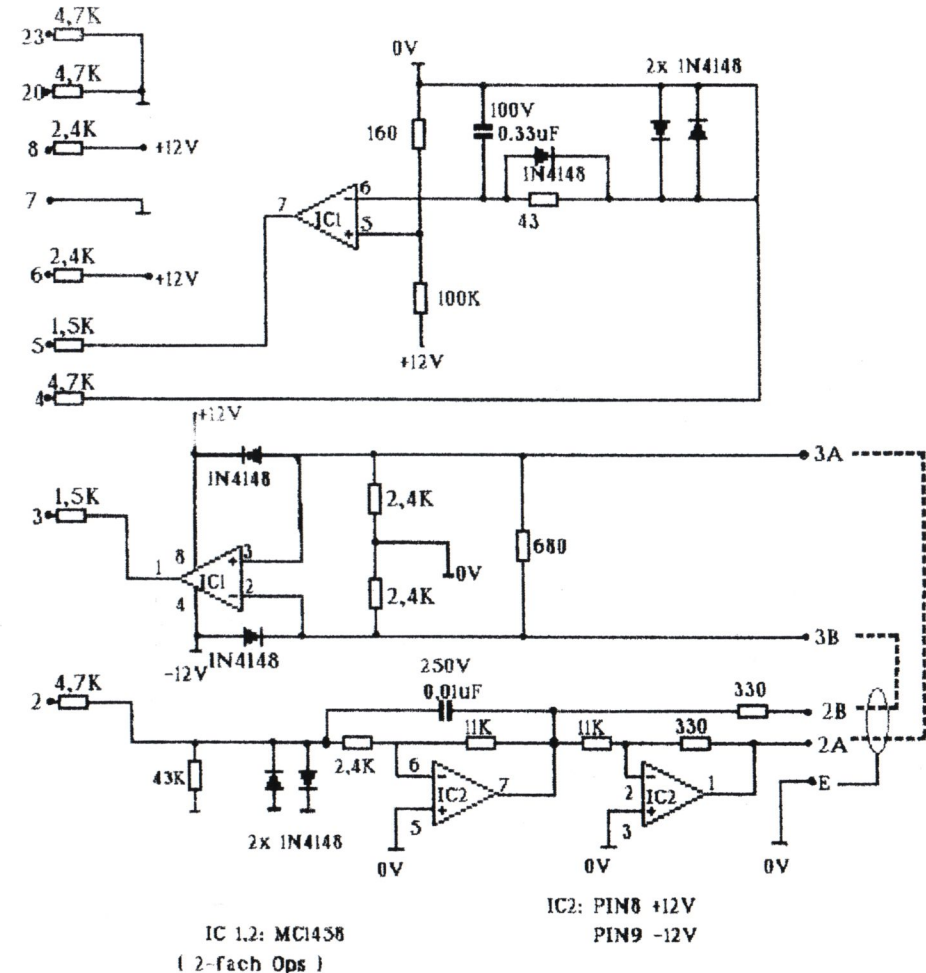 4,7K
23
4,7K
20
2,4K
8 +12V
7
2,4K
6 +12V
1,5K
5
4,7K
4
0V
2x 1N4148
100V
0.33uF
160
1N4148
43
7 IC1 6
5
100K
+12V
+12V
1N4148
3A
1,5K
3
2,4K
680
8 3
1 IC1 2
4
0V
2,4K
-12V 1N4148
3B
4,7K
2
250V
0,01uF
330
2B
11K
11K
330
2A
43K
2,4K
6
IC2 7
5
2
IC2 1
3
E
2x 1N4148
0V
0V
0V
IC2: PIN8 +12V
PIN9 -12V
IC 1.2: MC1458
( 2-fach Ops )